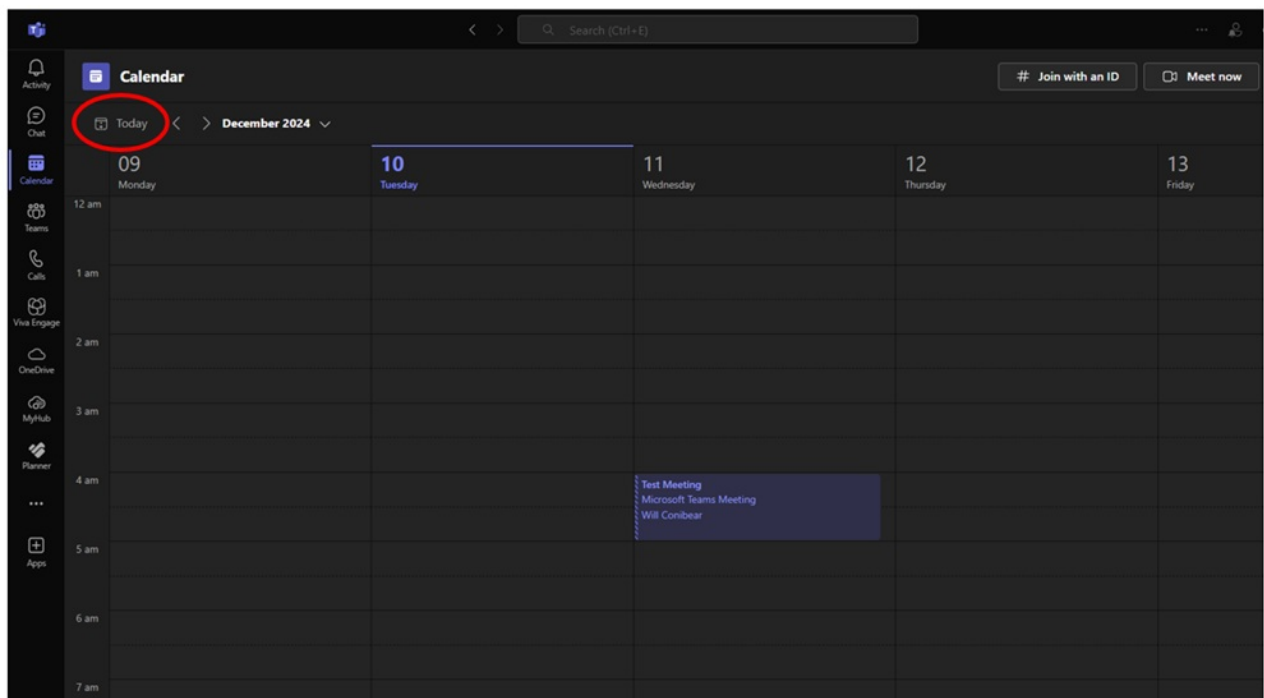 Search (Ctrl+E)
Activity
Chat
Calendar
Teams
Calls
Viva Engage
OneDrive
MyHub
Planner
Apps
Calendar
# Join with an ID
Meet now
Today
December 2024
09
Monday
10
Tuesday
11
Wednesday
12
Thursday
13
Friday
12 am
1 am
2 am
3 am
4 am
5 am
6 am
7 am
Test Meeting
Microsoft Teams Meeting
Will Conibear